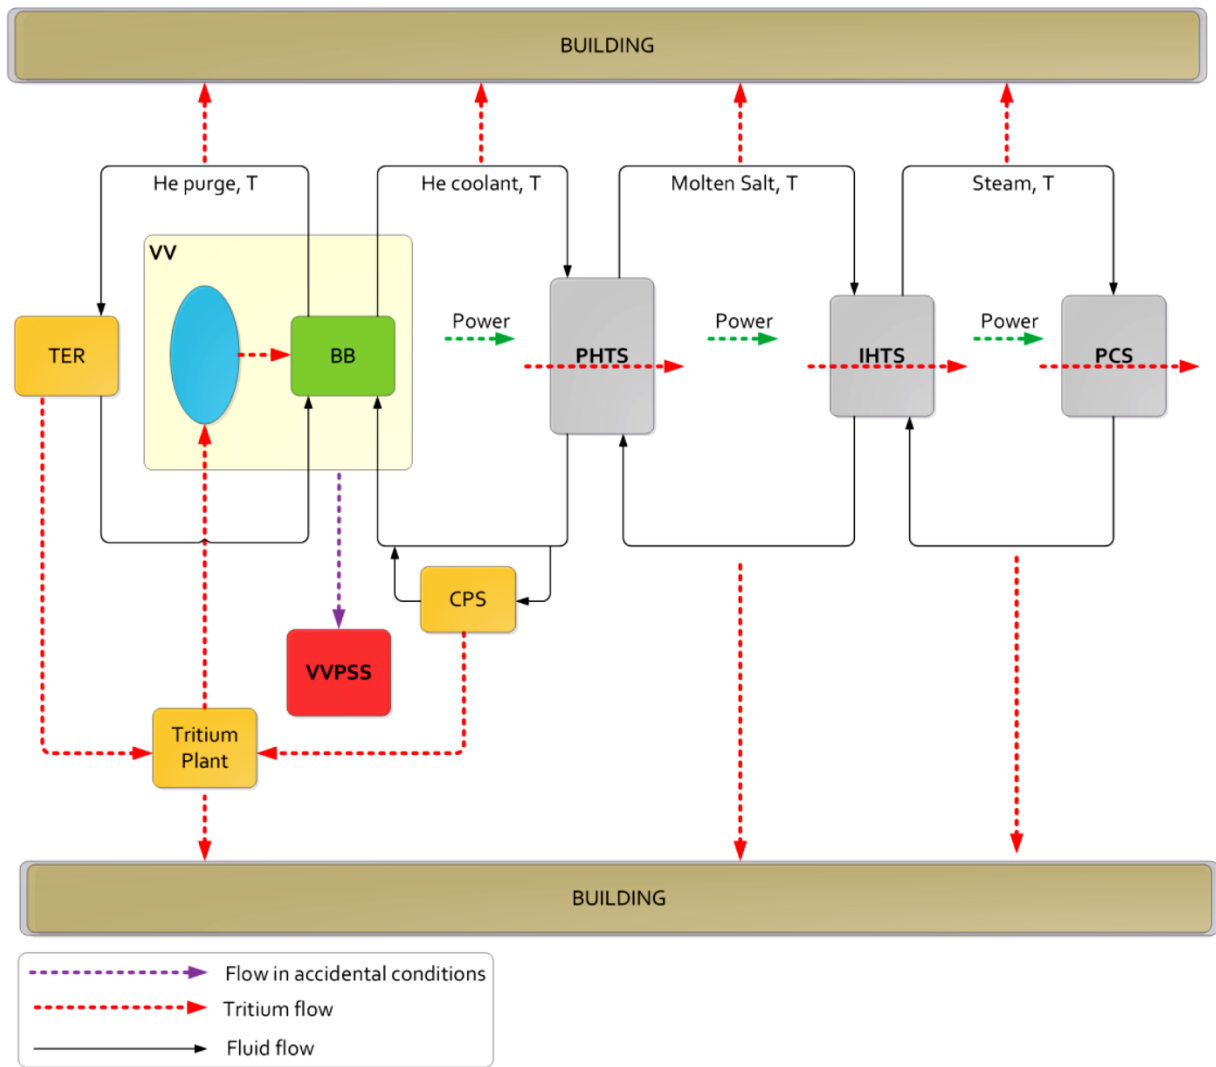 BUILDING
He purge, T
He coolant, T
Molten Salt, T
Steam, T
VV
Power
Power
Power
TER
BB
PHTS
IHTS
PCS
CPS
VVPSS
Tritium
Plant
BUILDING
Flow in accidental conditions
Tritium flow
Fluid flow